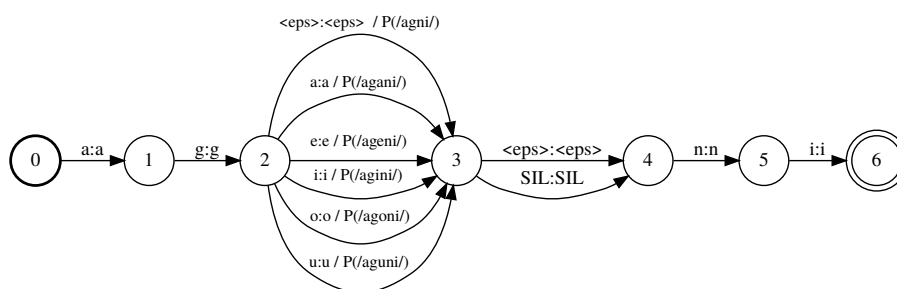 <eps>:<eps> / P(/agni/)
a:a / P(/agani/)
e:e / P(/ageni/)
i:i / P(/agini/)
o:o / P(/agoni/)
u:u / P(/aguni/)
0
a:a
1
g:g
2
3
<eps>:<eps>
SIL:SIL
4
n:n
5
i:i
6